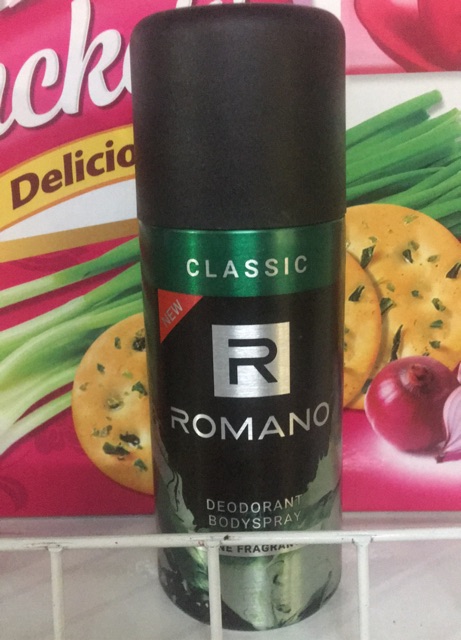 Delicio
CLASSIC
NEW
R
ROMANO
DEODORANT
BODYSPRAY